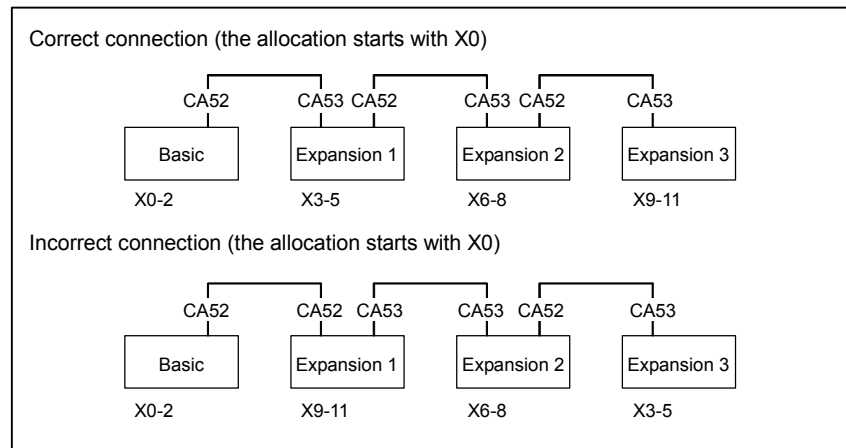 Correct connection (the allocation starts with X0)
CA52 CA53 CA52 CA53 CA52 CA53
Basic Expansion 1 Expansion 2 Expansion 3
X0-2 X3-5 X6-8 X9-11
Incorrect connection (the allocation starts with X0)
CA52 CA52 CA53 CA53 CA52 CA53
Basic Expansion 1 Expansion 2 Expansion 3
X0-2 X9-11 X6-8 X3-5